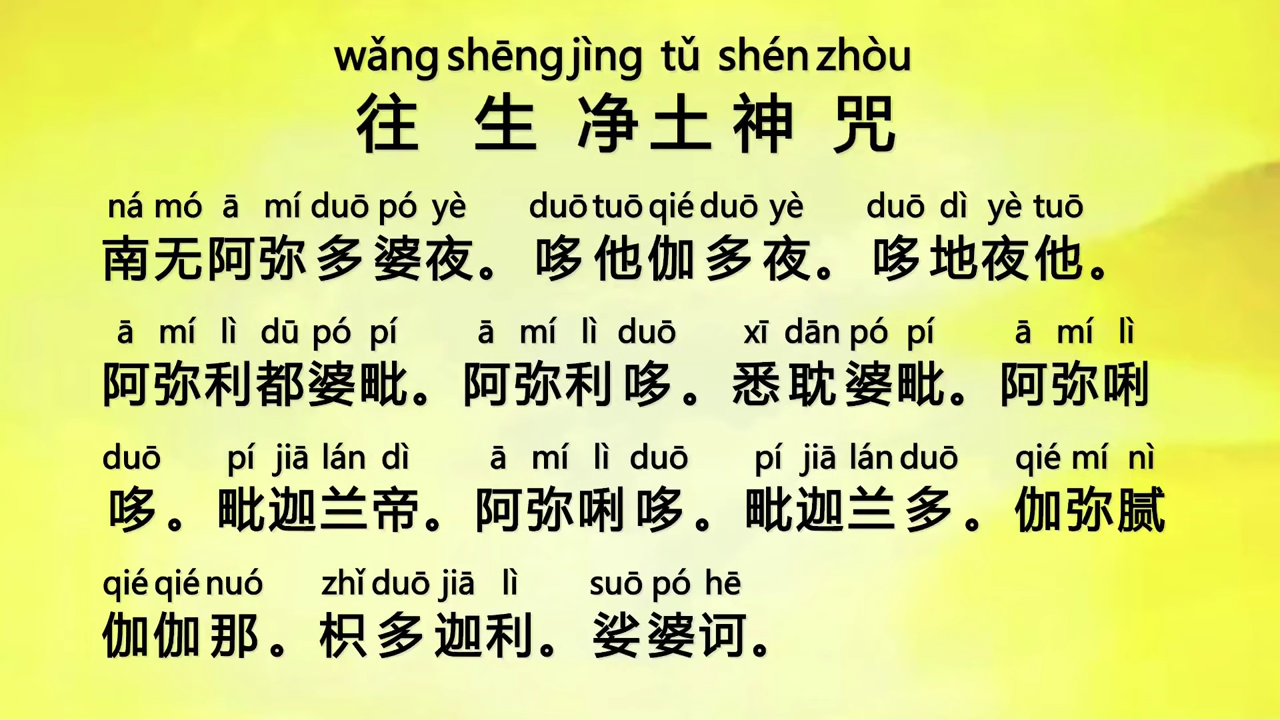 wǎng shēng jìng tǔ shén zhòu
往生净土神咒
ná mó ā mí duō pó yè duō tuō qié duō yè duō dì yè tuō
南无阿弥多婆夜。哆他伽多夜。哆地夜他。
ā mí lì dū pó pí ā mí lì duō xī dān pó pí ā mí lì
阿弥利都婆毗。阿弥利哆。悉耽婆毗。阿弥唎
duō pí jiā lán dì ā mí lì duō pí jiā lán duō qié mí nì
哆。毗迦兰帝。阿弥唎哆。毗迦兰多。伽弥腻
qié qié nuó zhǐ duō jiā lì suō pó hē
伽伽那。枳多迦利。娑婆诃。